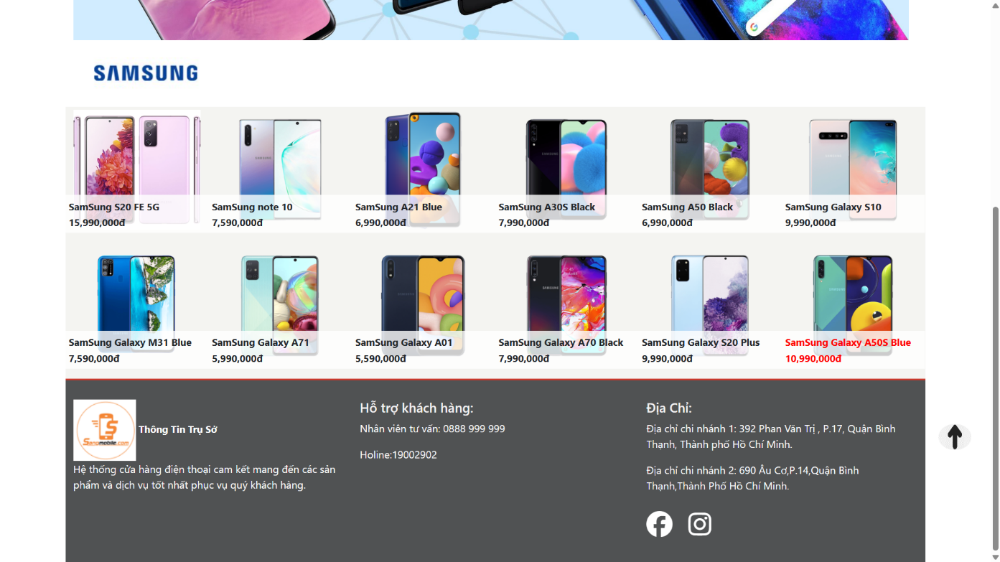 SAMSUNG
SamSung S20 FE 5G
15,990,000đ
SamSung note 10
7,590,000đ
SamSung A21 Blue
6,990,000đ
SamSung A30S Black
7,990,000đ
SamSung A50 Black
6,990,000đ
SamSung Galaxy S10
9,990,000đ
SamSung Galaxy M31 Blue
7,590,000đ
SamSung Galaxy A71
5,990,000đ
SamSung Galaxy A01
5,590,000đ
SamSung Galaxy A70 Black
7,990,000đ
SamSung Galaxy S20 Plus
9,990,000đ
SamSung Galaxy A50S Blue
10,990,000đ
Thông Tin Trụ Sở
Hệ thống cửa hàng điện thoại cam kết mang đến các sản
phẩm và dịch vụ tốt nhất phục vụ quý khách hàng.
Hỗ trợ khách hàng:
Nhân viên tư vấn: 0888 999 999
Holine:19002902
Địa Chỉ:
Địa chỉ chi nhánh 1: 392 Phan Văn Trị , P.17, Quận Bình
Thạnh, Thành phố Hồ Chí Minh.
Địa chỉ chi nhánh 2: 690 Âu Cơ,P.14,Quận Bình
Thạnh,Thành Phố Hồ Chí Minh.